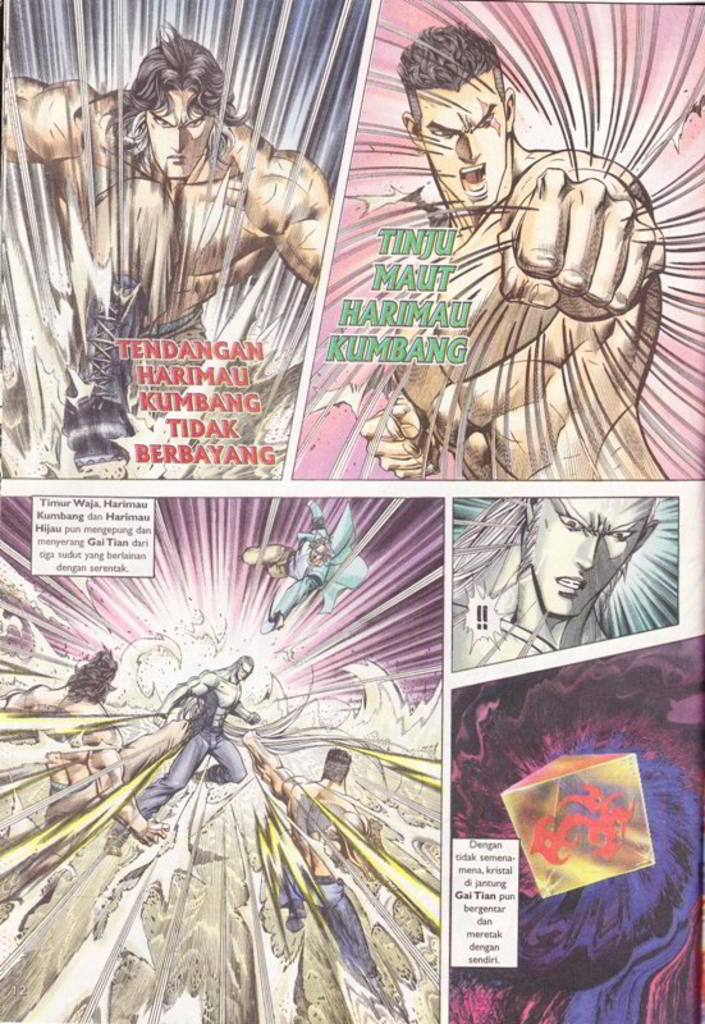 TENDANGAN
HARIMAU
KUMBANG
TIDAK
BERBAYANG
TINJU
MAUT
HARIMAU
KUMBANG
Timur Waja, Harimau
Kumbang dan Harimau
Hijau pun mengepung dan
menyerang Gai Tian dari
tiga sudut yang berlainan
dengan serentak.
!!
Dengan
tidak semena-
mena, kristal
di jantung
Gai Tian pun
bergentar
dan
meretak
dengan
sendiri.
12